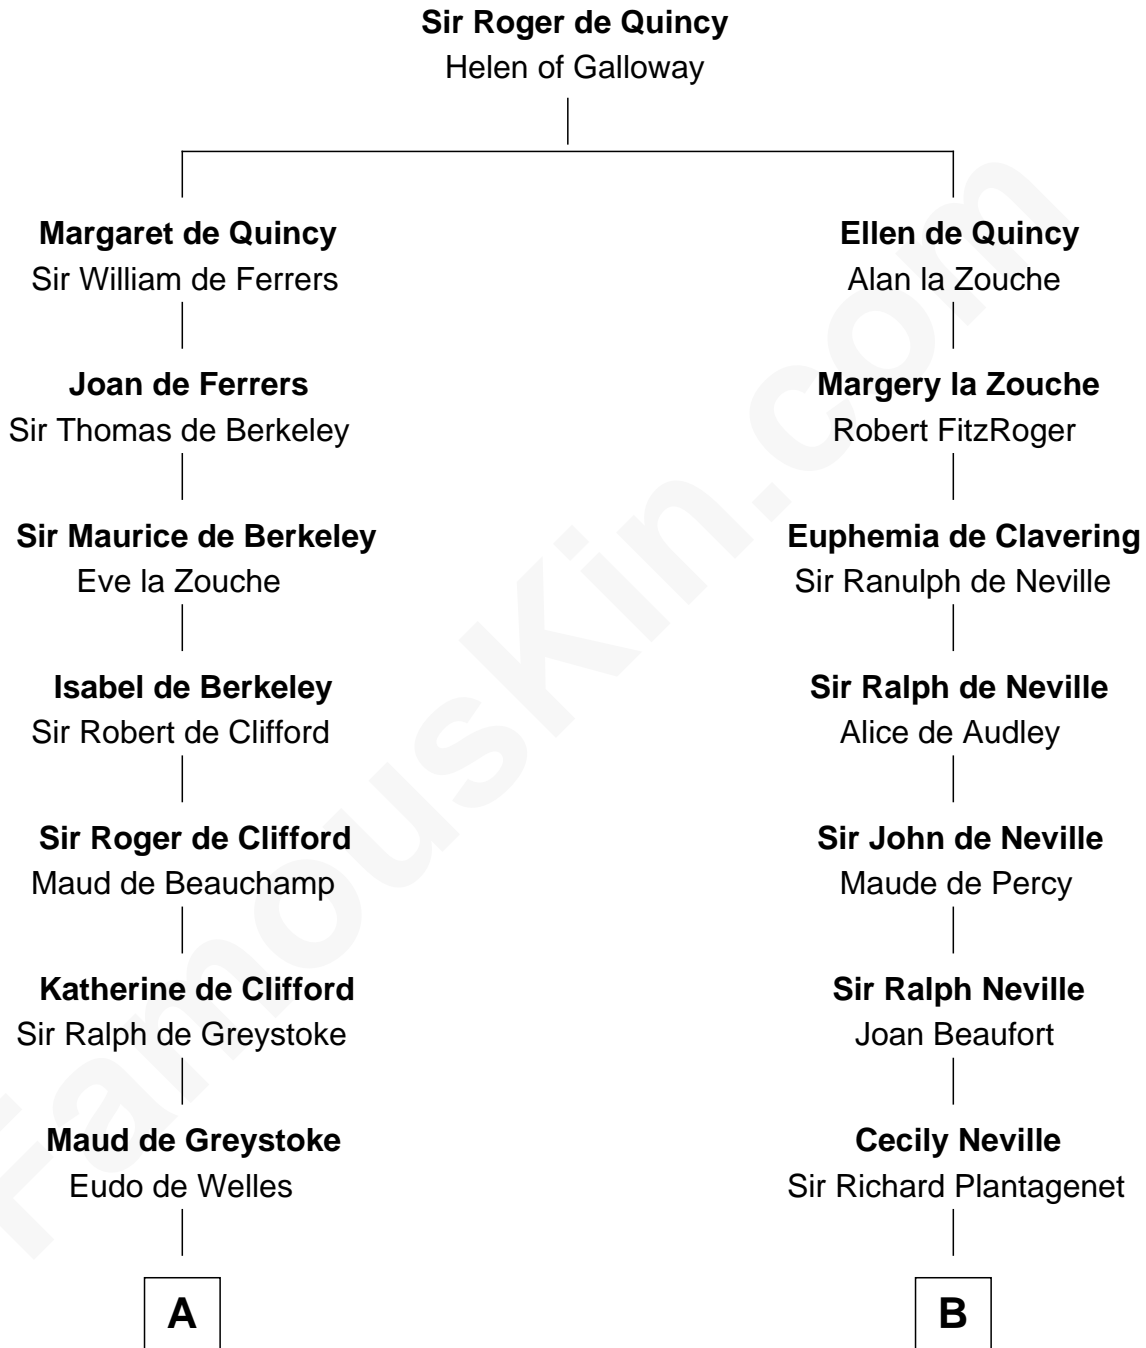 Sir Roger de Quincy
Helen of Galloway
Margaret de Quincy
Sir William de Ferrers
Ellen de Quincy
Alan la Zouche
Joan de Ferrers
Sir Thomas de Berkeley
Margery la Zouche
Robert FitzRoger
Sir Maurice de Berkeley
Eve la Zouche
Euphemia de Clavering
Sir Ranulph de Neville
Isabel de Berkeley
Sir Robert de Clifford
Sir Ralph de Neville
Alice de Audley
Sir Roger de Clifford
Maud de Beauchamp
Sir John de Neville
Maude de Percy
Katherine de Clifford
Sir Ralph de Greystoke
Sir Ralph Neville
Joan Beaufort
Maud de Greystoke
Eudo de Welles
Cecily Neville
Sir Richard Plantagenet
A
B
FamousKin.com